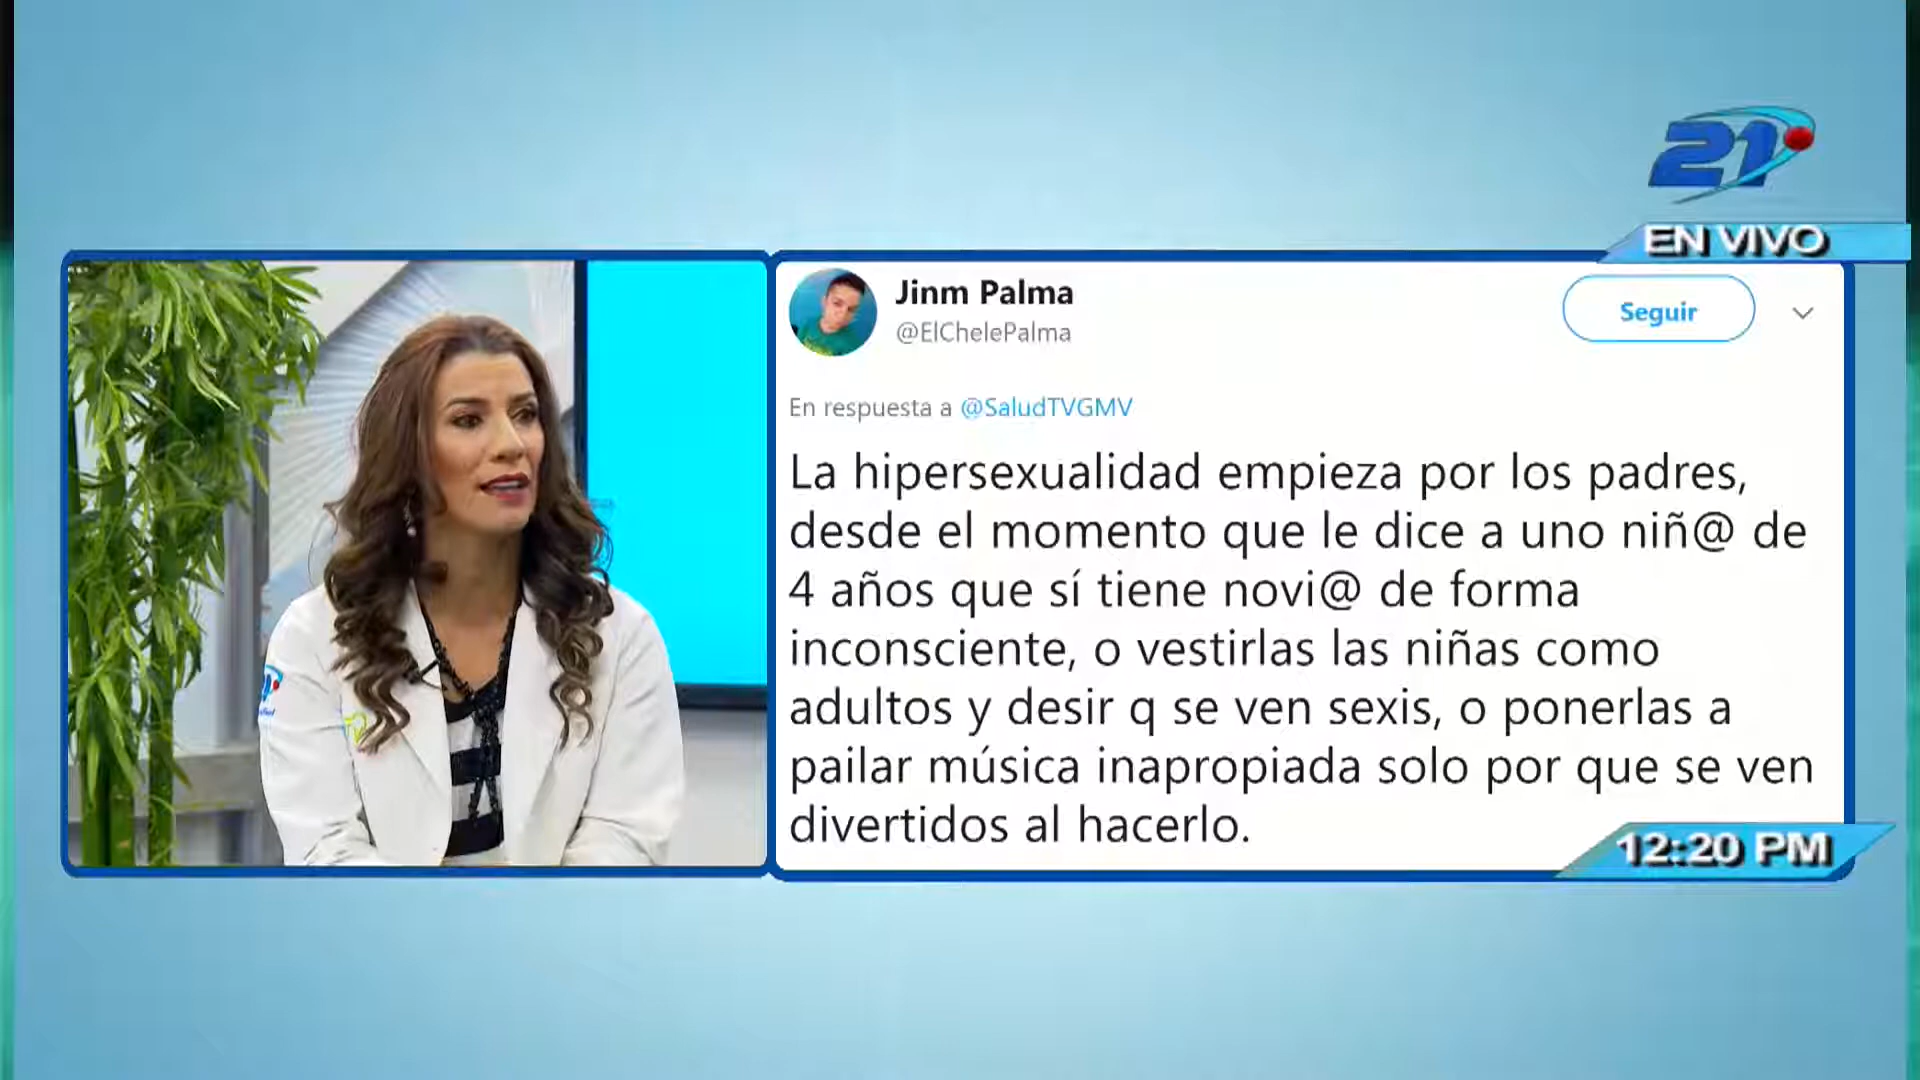 21
EN VIVO
Jinm Palma
@ElChelePalma
Seguir
En respuesta a @SaludTVGMV
La hipersexualidad empieza por los padres,
desde el momento que le dice a uno niñ@ de
4 años que sí tiene novi@ de forma
inconsciente, o vestirlas las niñas como
adultos y desir q se ven sexis, o ponerlas a
pailar música inapropiada solo por que se ven
divertidos al hacerlo.
12:20 PM